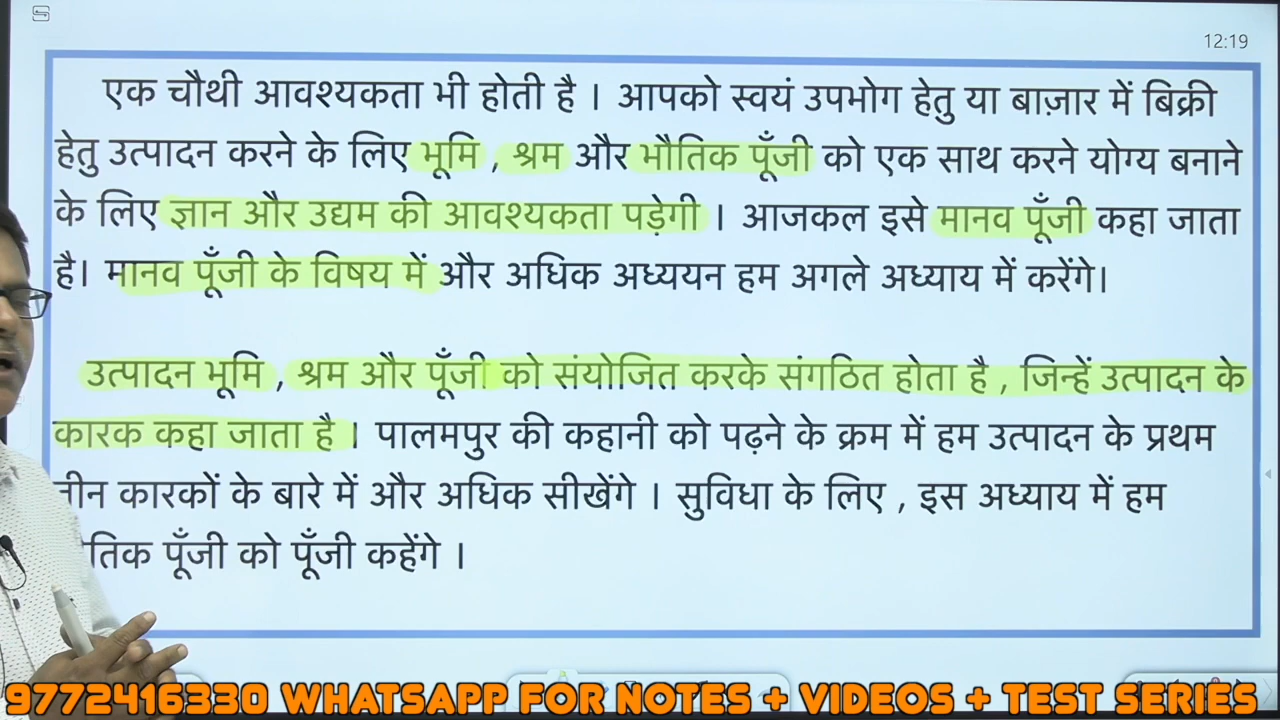 12:19
एक चौथी आवश्यकता भी होती है । आपको स्वयं उपभोग हेतु या बाज़ार में बिक्री
हेतु उत्पादन करने के लिए भूमि , श्रम और भौतिक पूँजी को एक साथ करने योग्य बनाने
के लिए ज्ञान और उद्यम की आवश्यकता पड़ेगी । आजकल इसे मानव पूँजी कहा जाता
है। मानव पूँजी के विषय में और अधिक अध्ययन हम अगले अध्याय में करेंगे।
उत्पादन भूमि , श्रम और पूँजी को संयोजित करके संगठित होता है , जिन्हें उत्पादन के
कारक कहा जाता है । पालमपुर की कहानी को पढ़ने के क्रम में हम उत्पादन के प्रथम
कारकों के बारे में और अधिक सीखेंगे । सुविधा के लिए , इस अध्याय में हम
पूँजी को पूँजी कहेंगे ।
9772416330 WHATSAPP FOR NOTES + VIDEOS + TEST SERIES